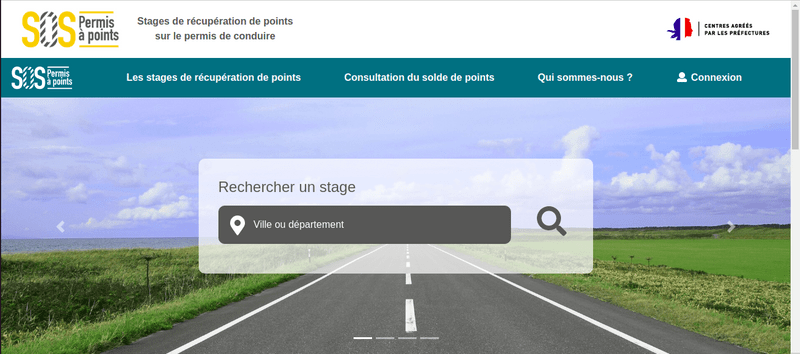 SOS Permis à points
Stages de récupération de points
sur le permis de conduire
CENTRES AGRÉÉS
PAR LES PRÉFECTURES
SOS Permis à points
Les stages de récupération de points
Consultation du solde de points
Qui sommes-nous ?
Connexion
Rechercher un stage
Ville ou département